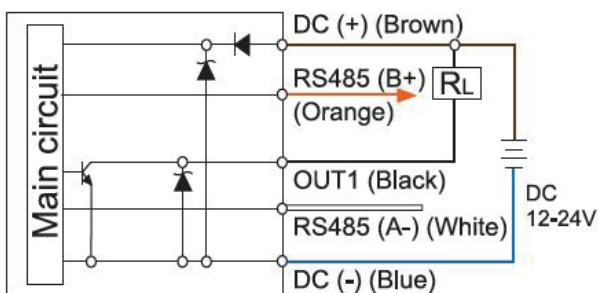 Main circuit
DC (+) (Brown)
RS485 (B+)
(Orange)
RL
OUT1 (Black)
RS485 (A-) (White)
DC (-) (Blue)
DC
12-24V